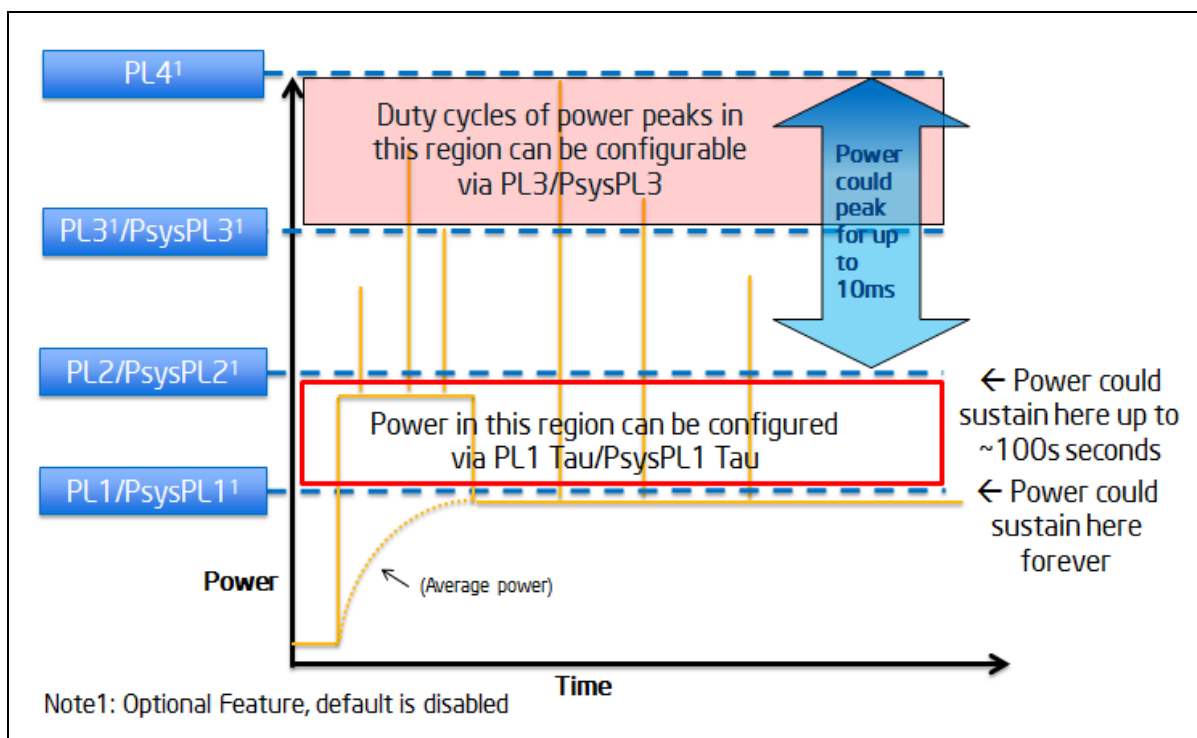 PL4¹
Duty cycles of power peaks in
this region can be configurable
via PL3/PsysPL3
Power
could
peak
for up
to
10ms
PL3¹/PsysPL3¹
PL2/PsysPL2¹
← Power could
sustain here up to
~100s seconds
Power in this region can be configured
via PL1 Tau/PsysPL1 Tau
PL1/PsysPL1¹
← Power could
sustain here
forever
Power
(Average power)
Time
Note1: Optional Feature, default is disabled